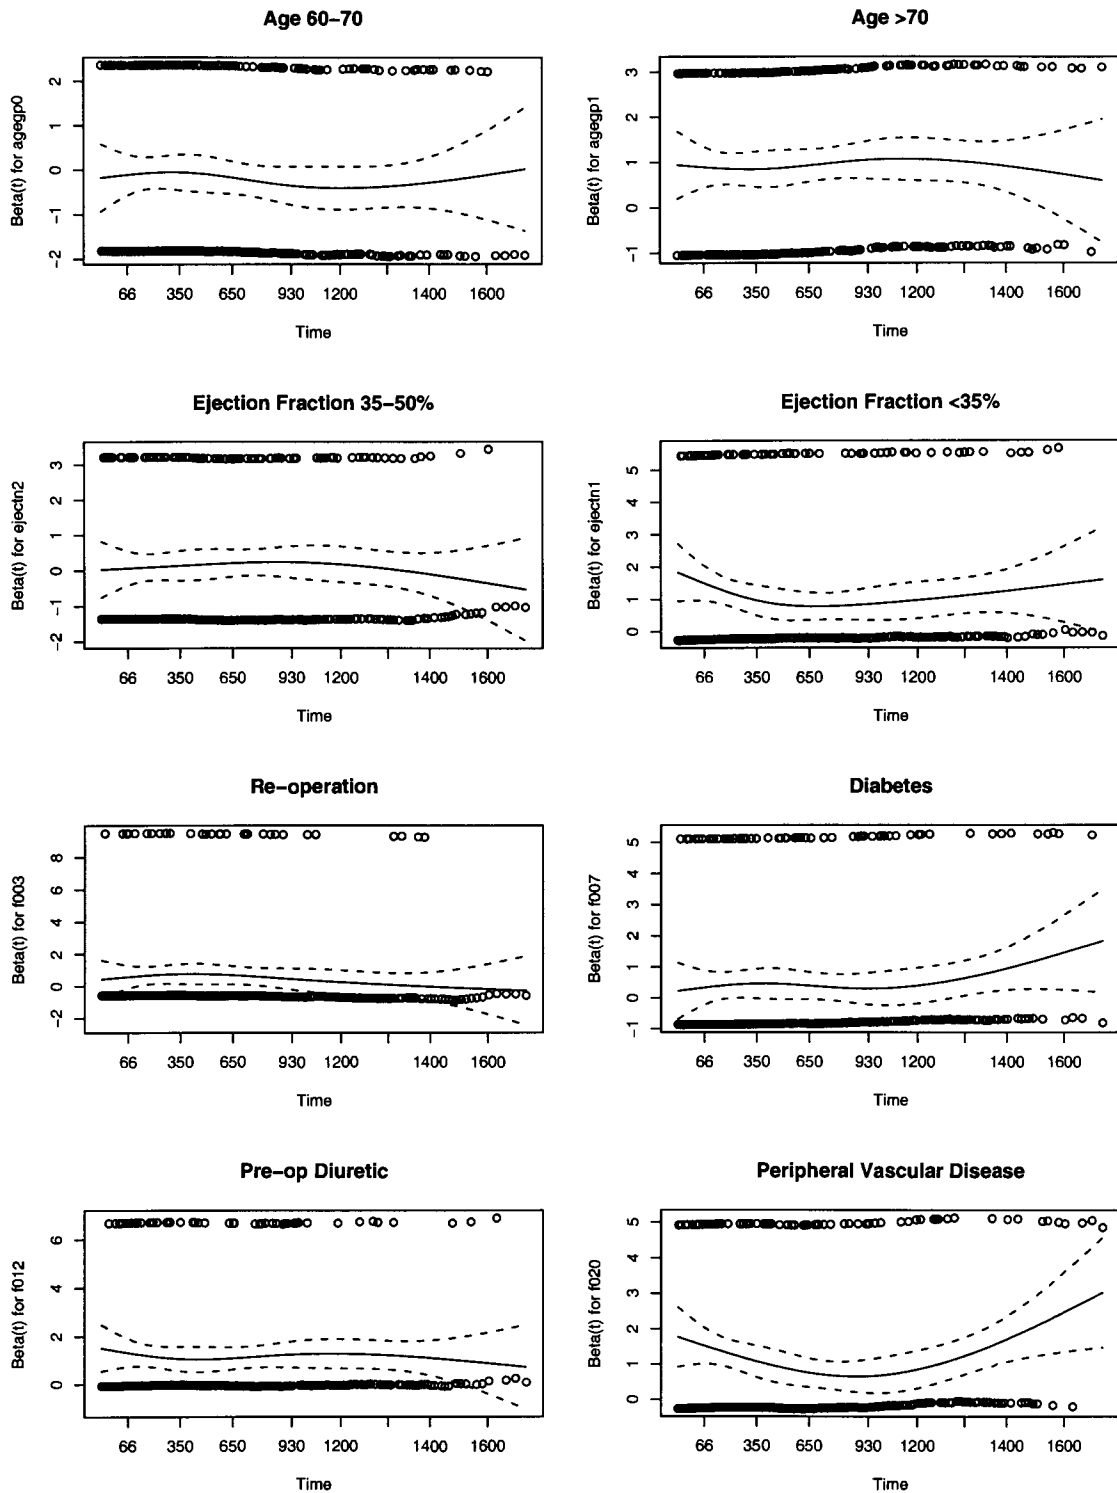 Age 60–70
Age >70
Beta(t) for agegp0
2
1
0
−1
−2
66 350 650 930 1200 1400 1600
Time
Beta(t) for agegp1
3
2
1
0
−1
66 350 650 930 1200 1400 1600
Time
Ejection Fraction 35–50%
Ejection Fraction <35%
Beta(t) for ejectn2
3
2
1
0
−1
−2
66 350 650 930 1200 1400 1600
Time
Beta(t) for ejectn1
5
4
3
2
1
0
66 350 650 930 1200 1400 1600
Time
Re–operation
Diabetes
Beta(t) for f003
8
6
4
2
0
−2
66 350 650 930 1200 1400 1600
Time
Beta(t) for f007
5
4
3
2
1
0
−1
66 350 650 930 1200 1400 1600
Time
Pre–op Diuretic
Peripheral Vascular Disease
Beta(t) for f012
6
4
2
0
66 350 650 930 1200 1400 1600
Time
Beta(t) for f020
5
4
3
2
1
0
66 350 650 930 1200 1400 1600
Time